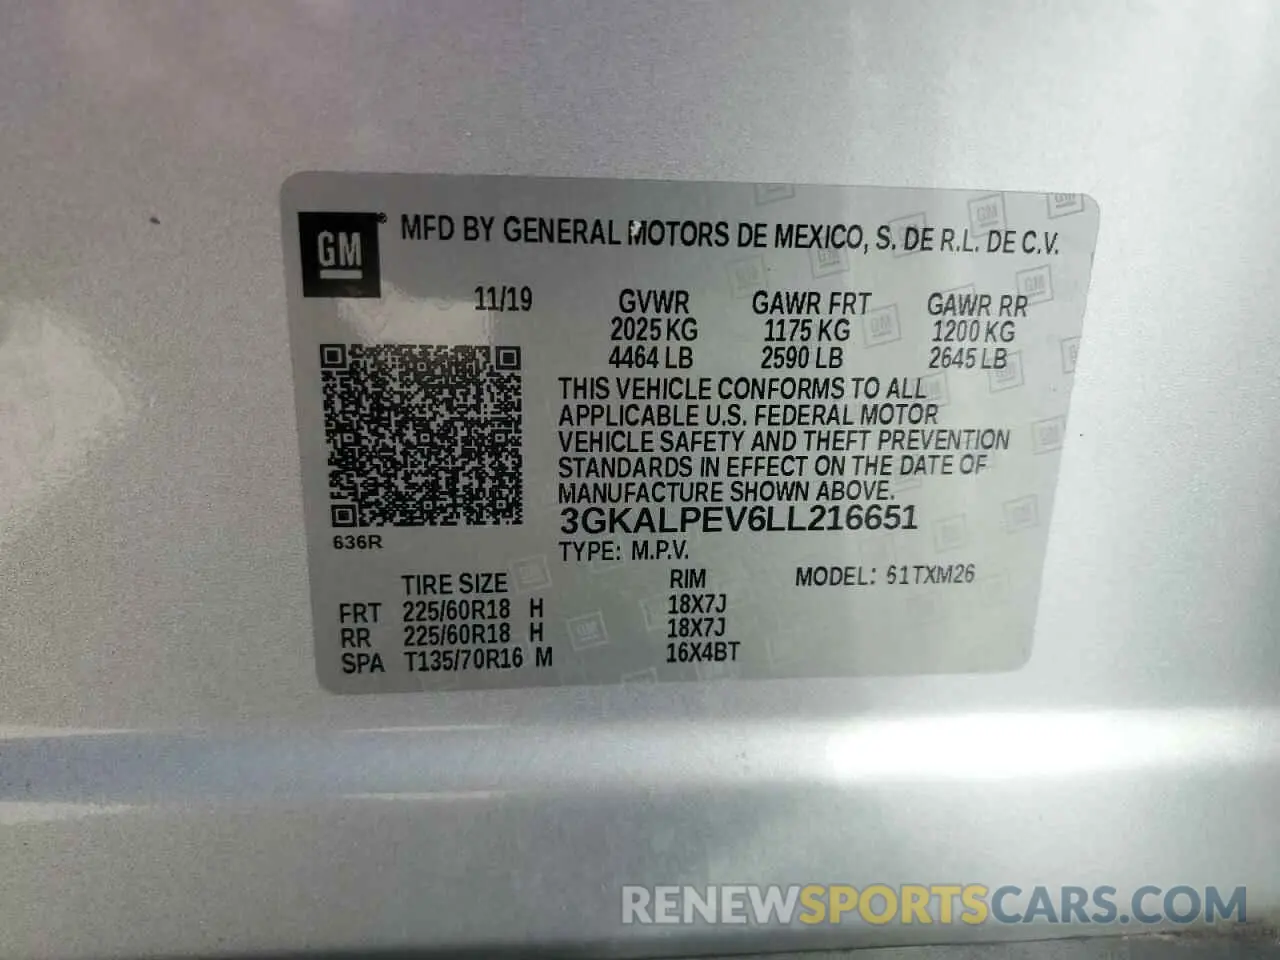 GM ® MFD BY GENERAL MOTORS DE MEXICO, S. DE R.L. DE C.V.
11/19 GVWR GAWR FRT GAWR RR
2025 KG 1175 KG 1200 KG
4464 LB 2590 LB 2645 LB
THIS VEHICLE CONFORMS TO ALL
APPLICABLE U.S. FEDERAL MOTOR
VEHICLE SAFETY AND THEFT PREVENTION
STANDARDS IN EFFECT ON THE DATE OF
MANUFACTURE SHOWN ABOVE.
3GKALPEV6LL216651
636R
TYPE: M.P.V.
TIRE SIZE RIM MODEL: 61TXM26
FRT 225/60R18 H 18X7J
RR 225/60R18 H 18X7J
SPA T135/70R16 M 16X4BT
RENEWSPORTSCARS.COM